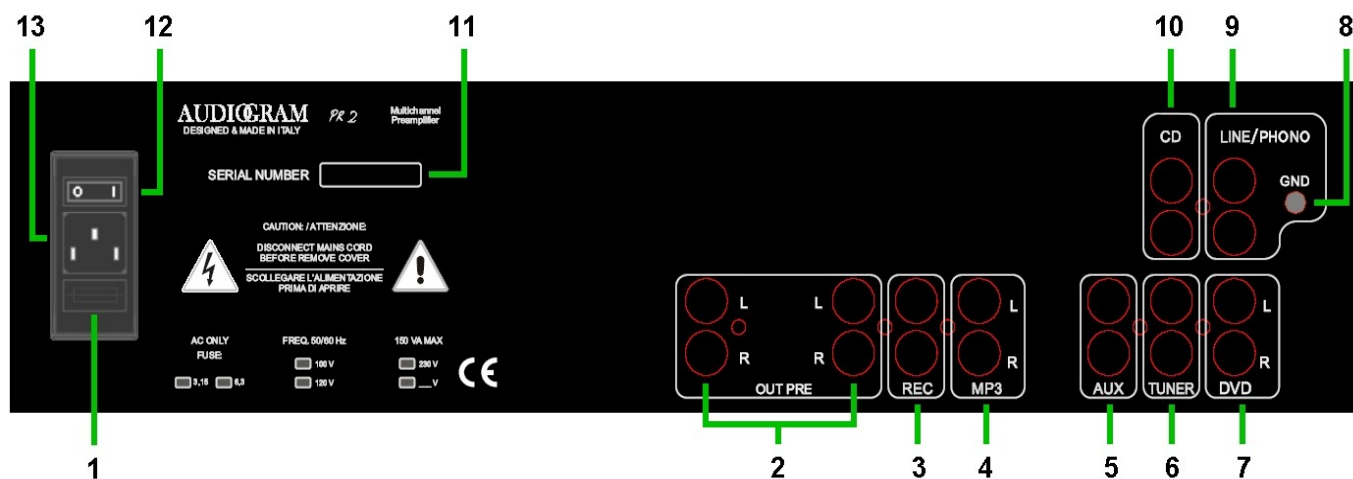 13 12 11 10 9 8
AUDIOGRAM PR 2 Multichannel
Preamplifier
DESIGNED & MADE IN ITALY
SERIAL NUMBER
O I
CAUTION: / ATTENZIONE:
DISCONNECT MAINS CORD
BEFORE REMOVE COVER
SCOLLEGARE L'ALIMENTAZIONE
PRIMA DI APRIRE
AC ONLY
FUSE:
3,15 6,3
FREQ. 50/60 Hz
100 V
120 V
150 VA MAX
230 V
___V
CE
CD
LINE/PHONO
GND
L L
R R
OUT PRE
REC
L
R
MP3
AUX
TUNER
L
R
DVD
1 2 3 4 5 6 7